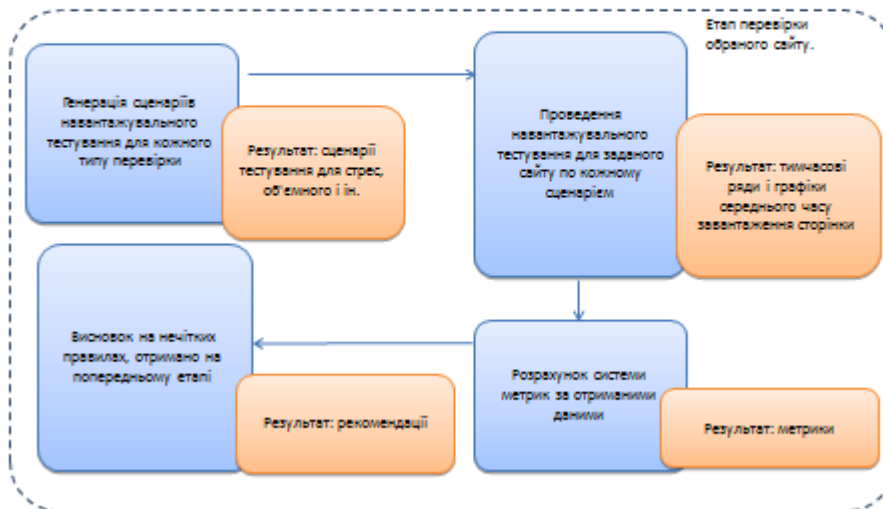 Етап перевірки
обраного сайту.
Генерація сценаріїв
навантажувального
тестування для кожного
типу перевірки
Результат: сценарії
тестування для стрес,
об'ємного і ін.
Проведення
навантажувального
тестування для заданого
сайту по кожному
сценарієм
Результат: тимчасові
ряди і графіки
середнього часу
завантаження сторінки
Висновок на нечітких
правилах, отримано на
попередньому етапі
Результат: рекомендації
Розрахунок системи
метрик за отриманими
даними
Результат: метрики